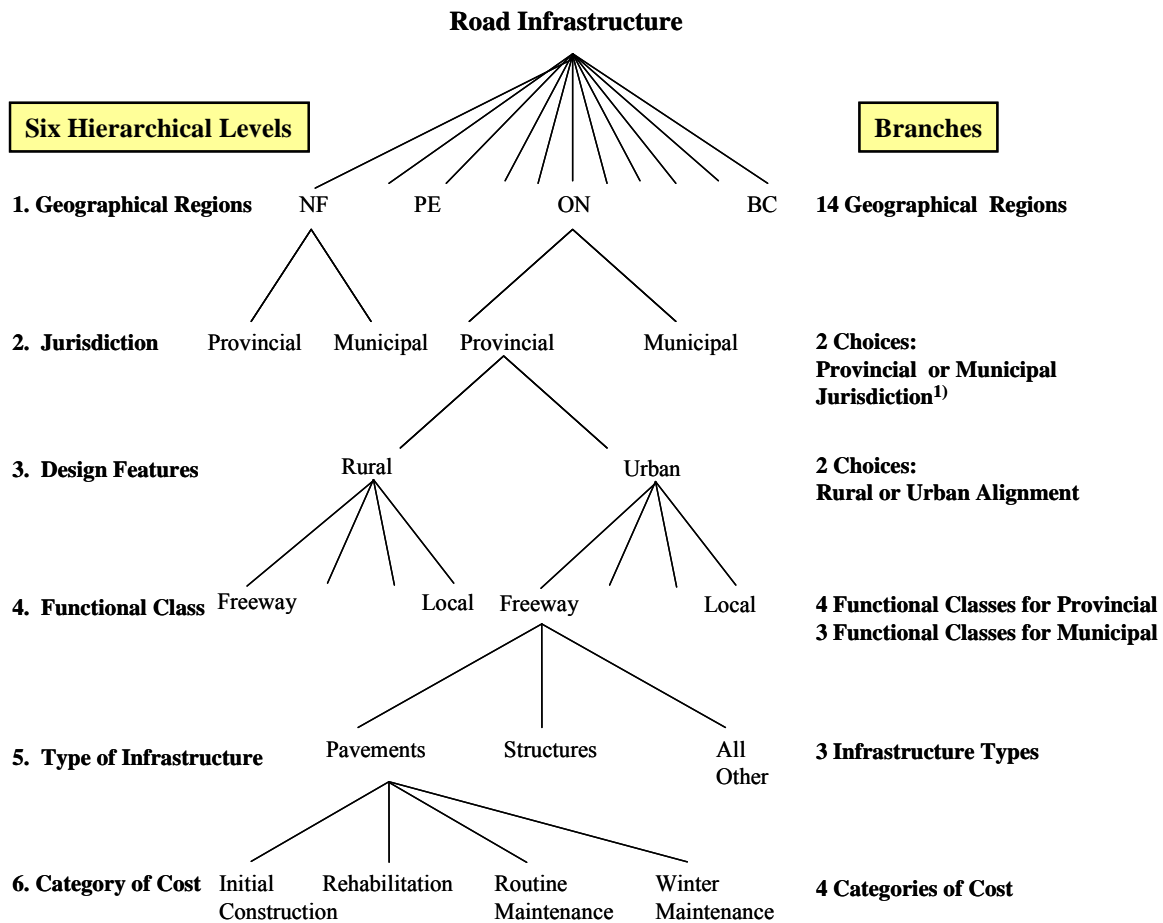 Road Infrastructure
Six Hierarchical Levels
Branches
1. Geographical Regions NF PE ON BC 14 Geographical Regions
2. Jurisdiction Provincial Municipal Provincial Municipal 2 Choices:
Provincial or Municipal
Jurisdiction1)
3. Design Features Rural Urban 2 Choices:
Rural or Urban Alignment
4. Functional Class Freeway Local Freeway Local 4 Functional Classes for Provincial
3 Functional Classes for Municipal
5. Type of Infrastructure Pavements Structures All 3 Infrastructure Types
Other
6. Category of Cost Initial Rehabilitation Routine Winter 4 Categories of Cost
Construction Maintenance Maintenance